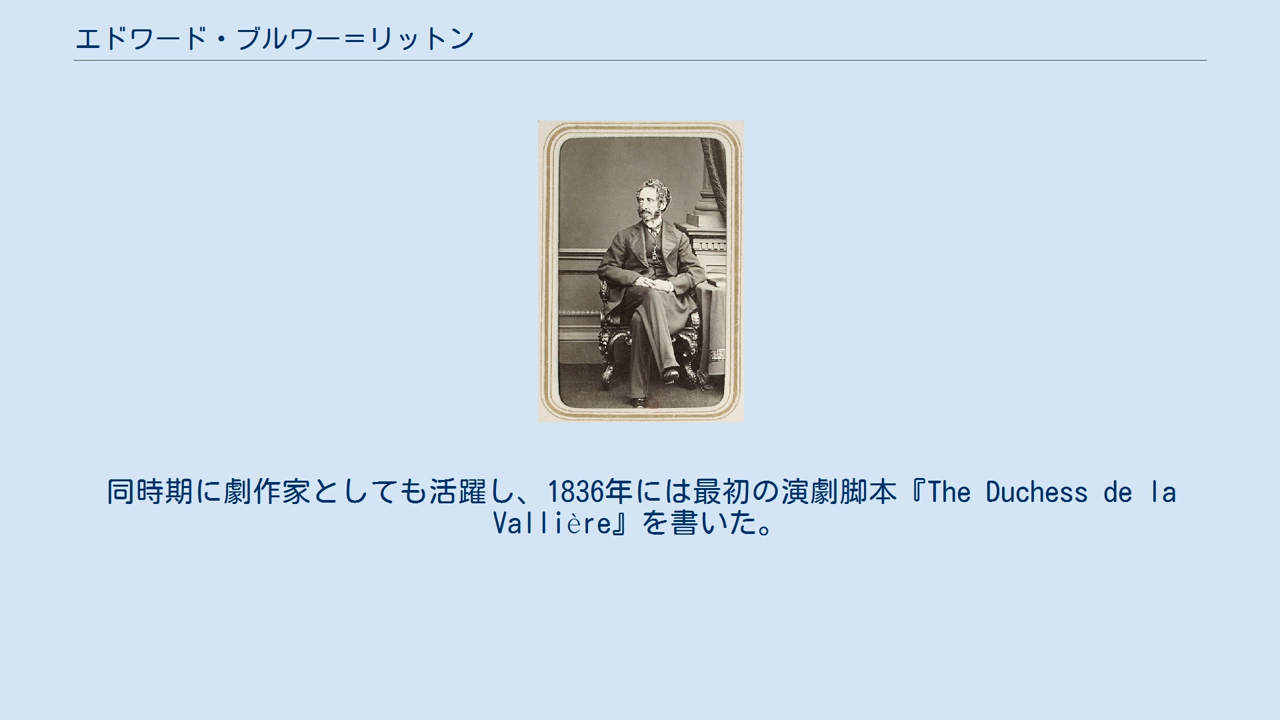 エドワード・ブルワー＝リットン
同時期に劇作家としても活躍し、1836年には最初の演劇脚本『The Duchess de la
Vallière』を書いた。